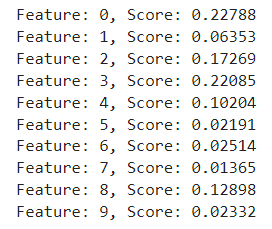 Feature: 0, Score: 0.22788
Feature: 1, Score: 0.06353
Feature: 2, Score: 0.17269
Feature: 3, Score: 0.22085
Feature: 4, Score: 0.10204
Feature: 5, Score: 0.02191
Feature: 6, Score: 0.02514
Feature: 7, Score: 0.01365
Feature: 8, Score: 0.12898
Feature: 9, Score: 0.02332